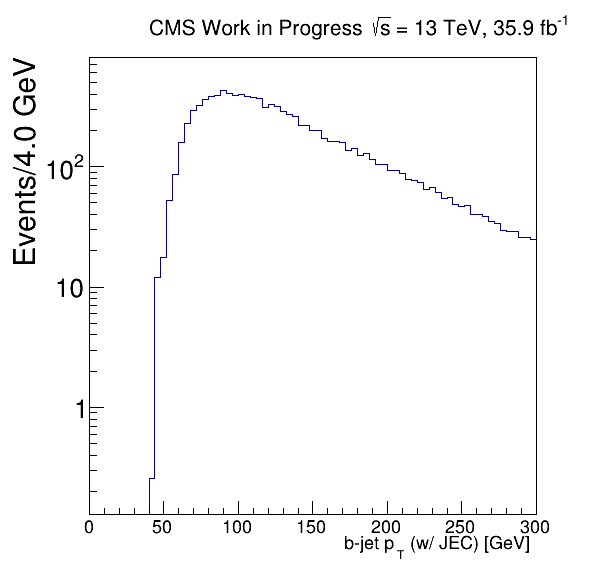 CMS Work in Progress √s = 13 TeV, 35.9 fb⁻¹
Events/4.0 GeV
10²
10
1
0 50 100 150 200 250 300
b-jet p_T (w/ JEC) [GeV]